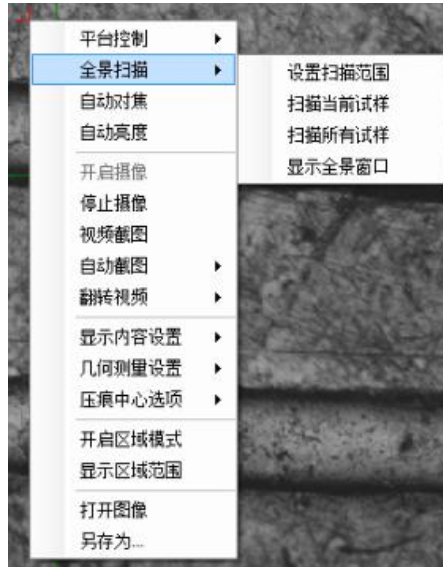 平台控制
全景扫描
自动对焦
自动亮度
开启摄像
停止摄像
视频截图
自动截图
翻转视频
显示内容设置
几何测量设置
压痕中心选项
开启区域模式
显示区域范围
打开图像
另存为...
设置扫描范围
扫描当前试样
扫描所有试样
显示全景窗口